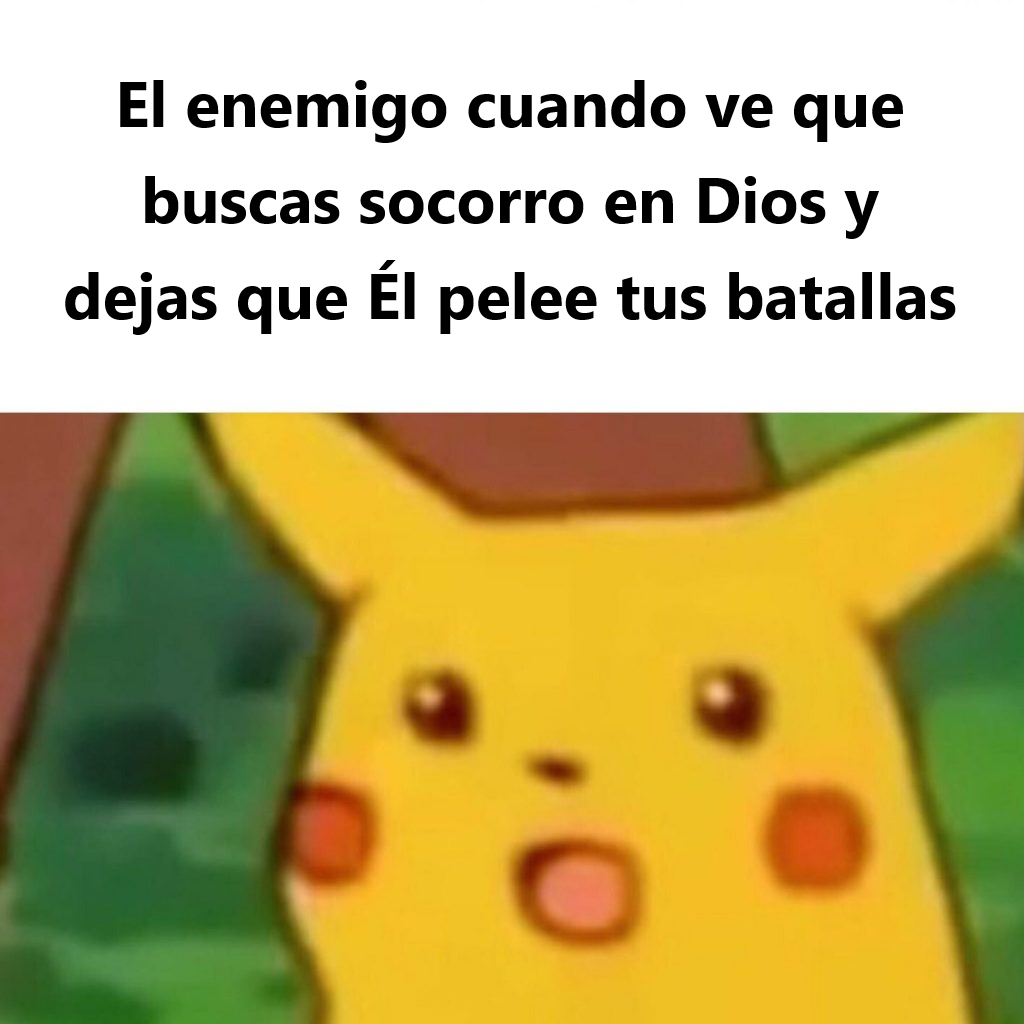 El enemigo cuando ve que
buscas socorro en Dios y
dejas que Él pelee tus batallas